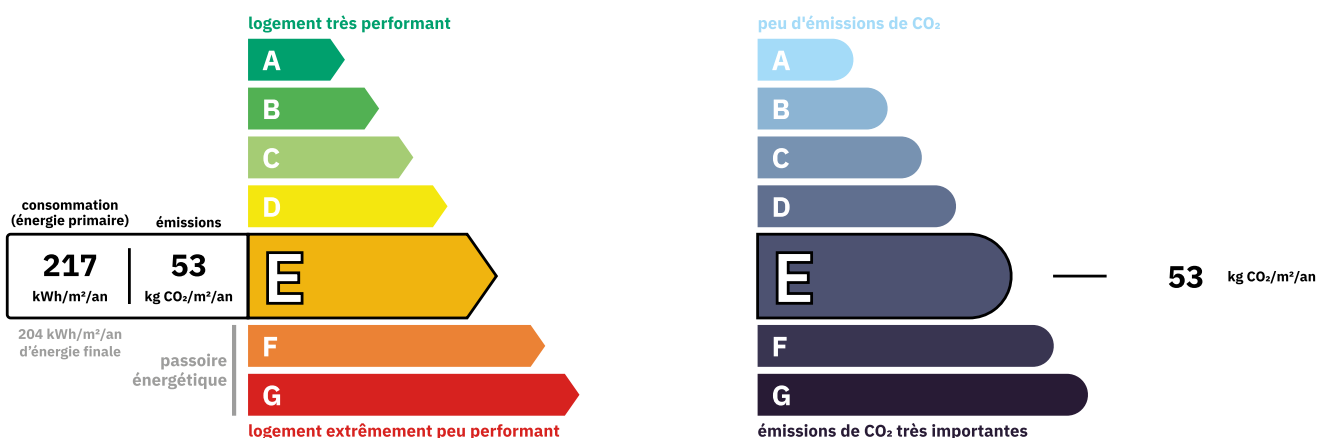 logement très performant
A
B
C
D
consommation
(énergie primaire)
émissions
217
kWh/m²/an
53
kg CO₂/m²/an
E
204 kWh/m²/an
d'énergie finale
passoire
énergétique
F
G
logement extrêmement peu performant
peu d'émissions de CO₂
A
B
C
D
E
53 kg CO₂/m²/an
F
G
émissions de CO₂ très importantes